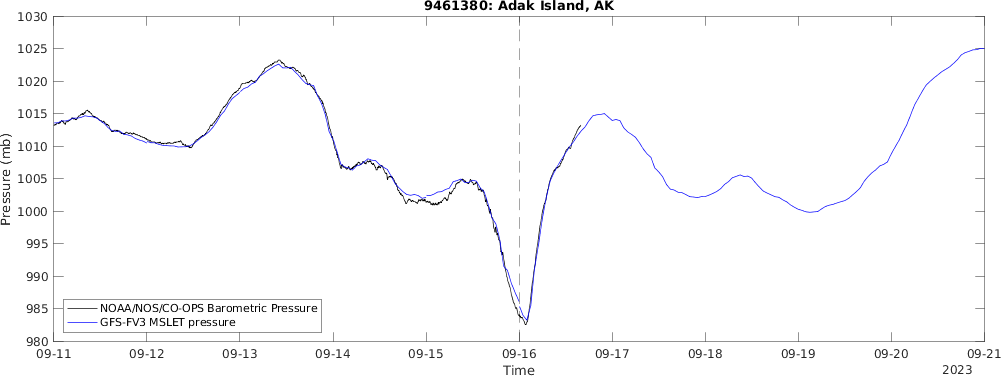 9461380: Adak Island, AK
Pressure (mb)
1030
1025
1020
1015
1010
1005
1000
995
990
985
980
NOAA/NOS/CO-OPS Barometric Pressure
GFS-FV3 MSLET pressure
09-11 09-12 09-13 09-14 09-15 09-16 09-17 09-18 09-19 09-20 09-21
Time
2023